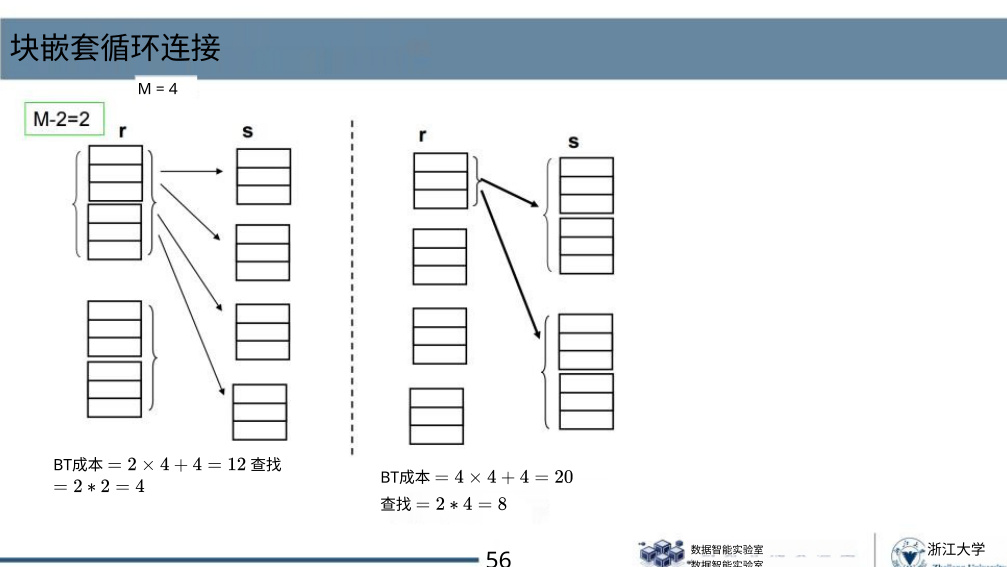 块嵌套循环连接
M = 4
M-2=2
r
s
r
s
BT成本 = 2 × 4 + 4 = 12 查找
= 2 ∗ 2 = 4
BT成本 = 4 × 4 + 4 = 20
查找 = 2 ∗ 4 = 8
56
数据智能实验室
数据智能实验室
浙江大学